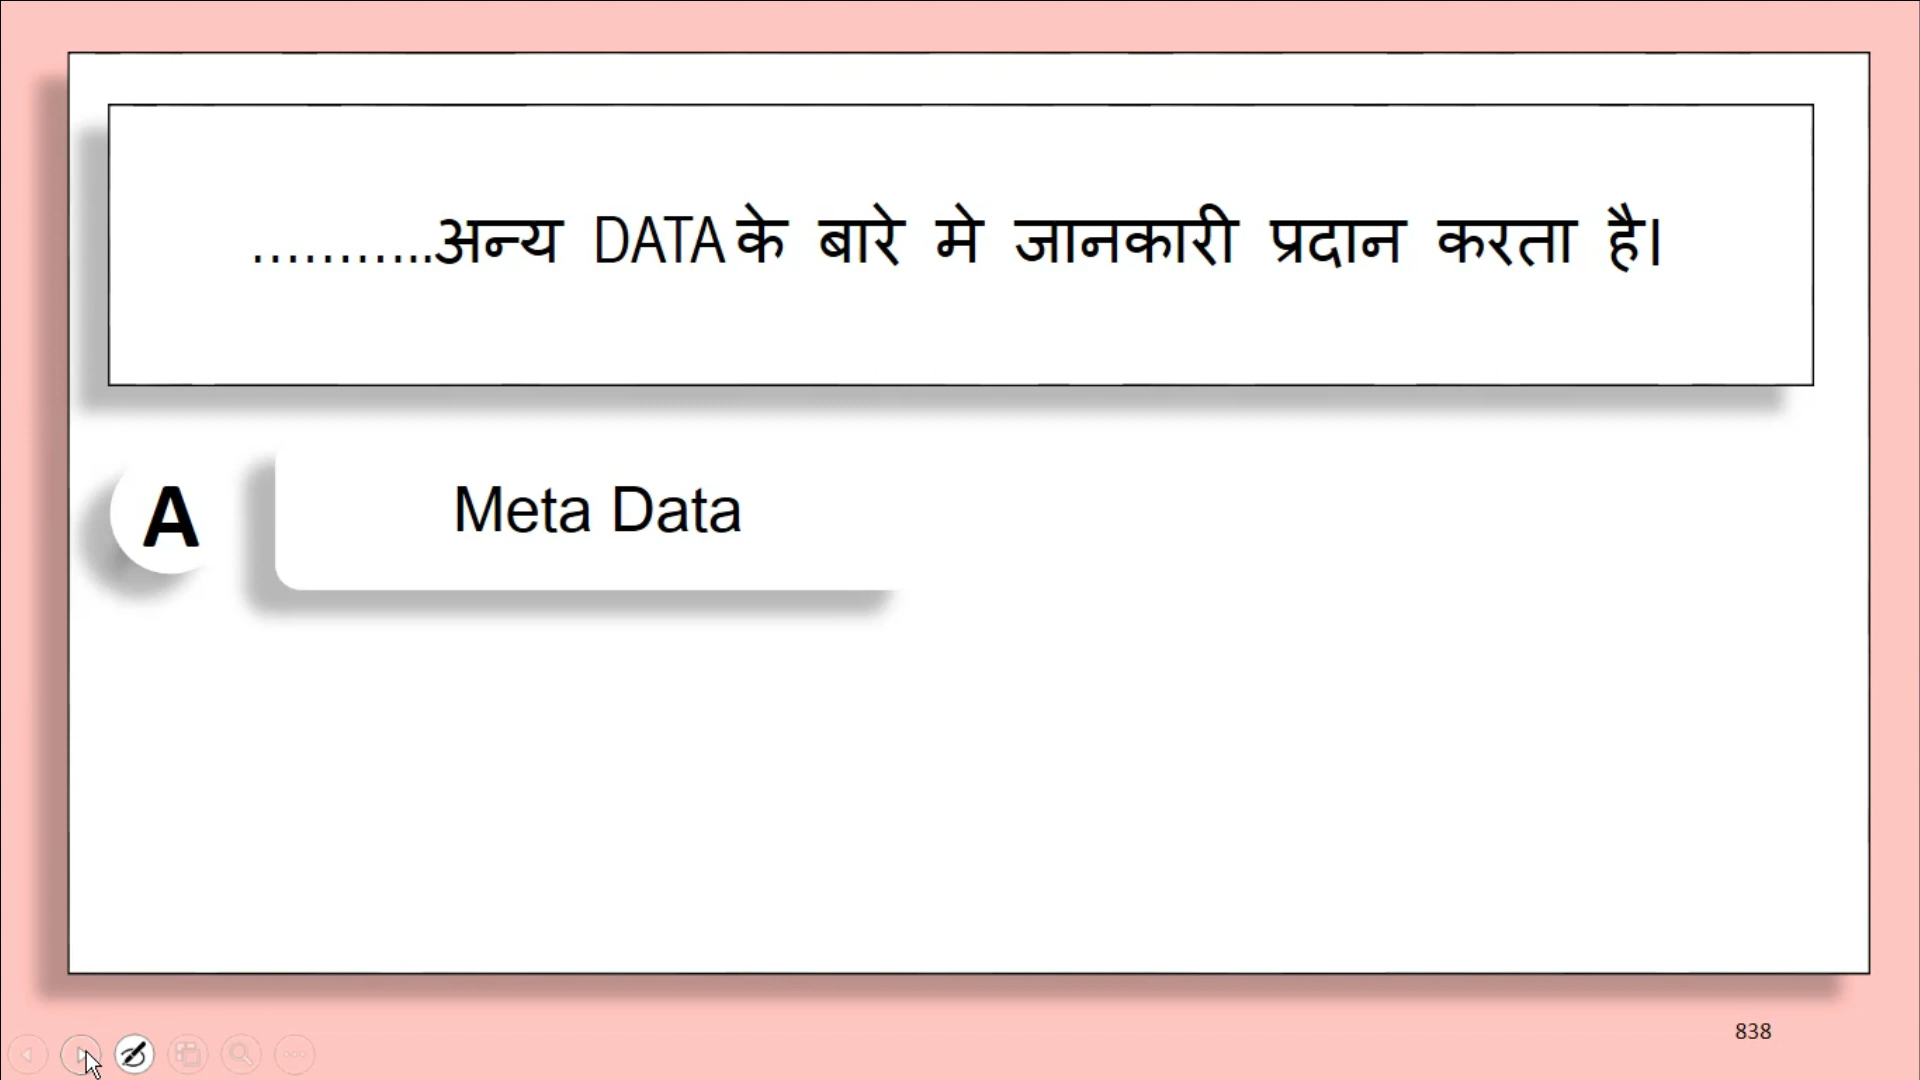 ............अन्य DATA के बारे मे जानकारी प्रदान करता है।
A Meta Data
838